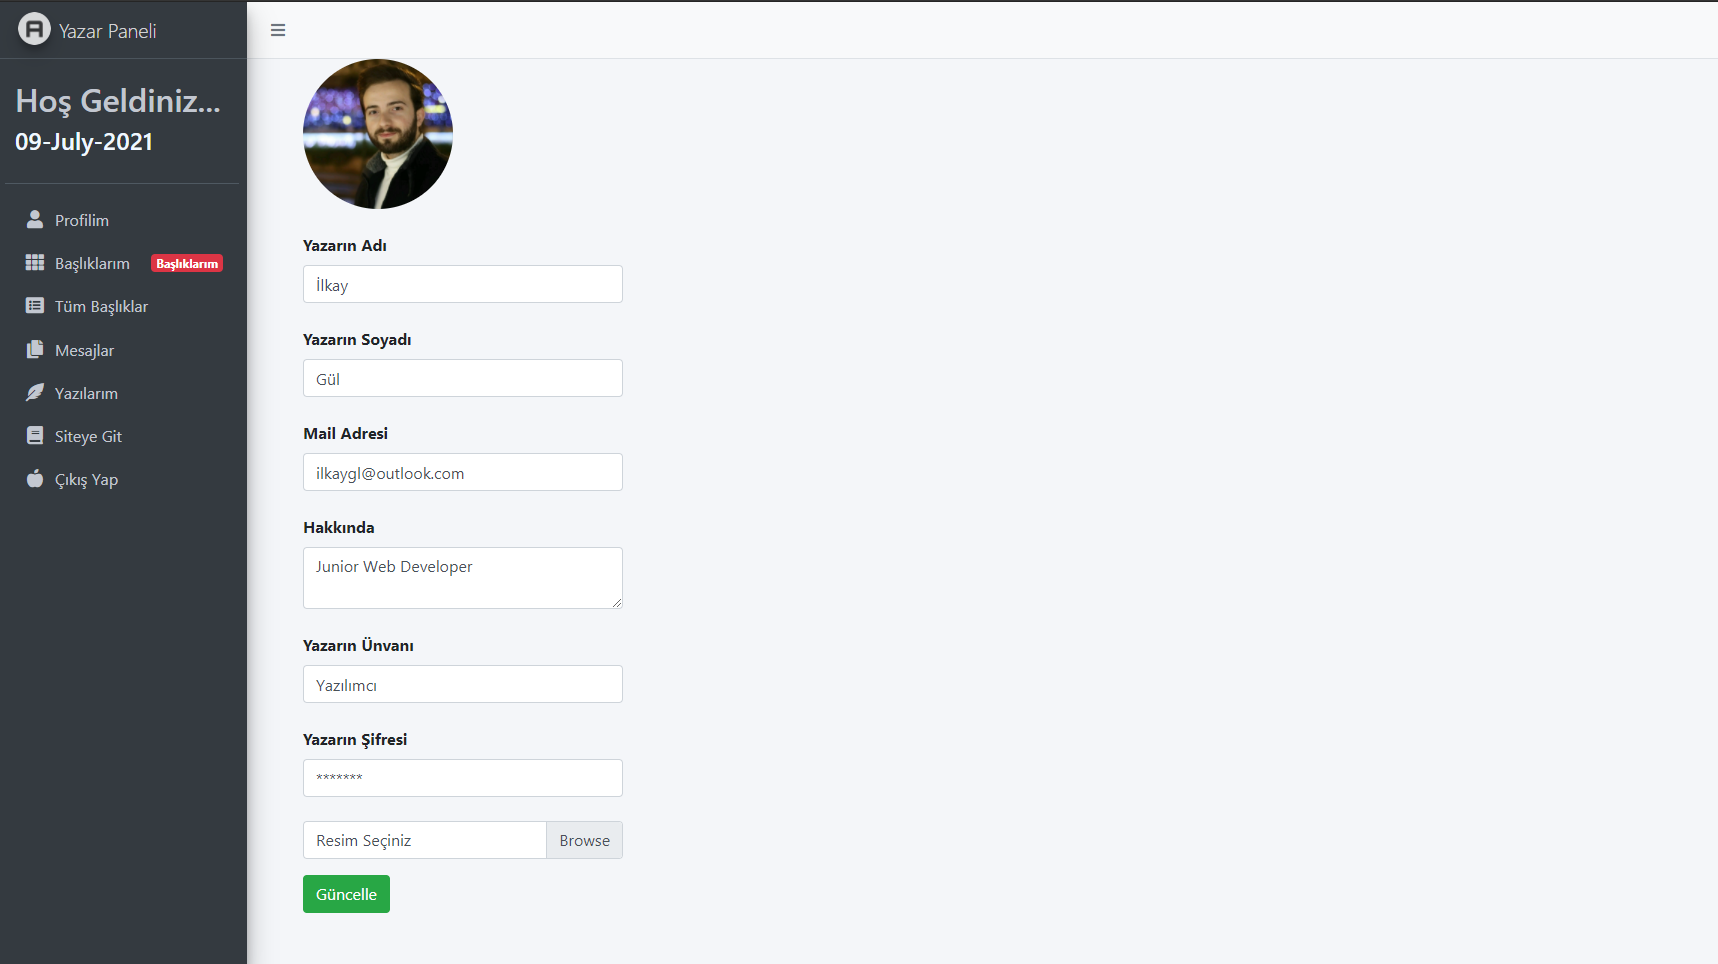 Yazar Paneli
Hoş Geldiniz...
09-July-2021
Profilim
Başlıklarım Başlıklarım
Tüm Başlıklar
Mesajlar
Yazılarım
Siteye Git
Çıkış Yap
Yazarın Adı
İlkay
Yazarın Soyadı
Gül
Mail Adresi
ilkaygl@outlook.com
Hakkında
Junior Web Developer
Yazarın Ünvanı
Yazılımcı
Yazarın Şifresi
*******
Resim Seçiniz Browse
Güncelle